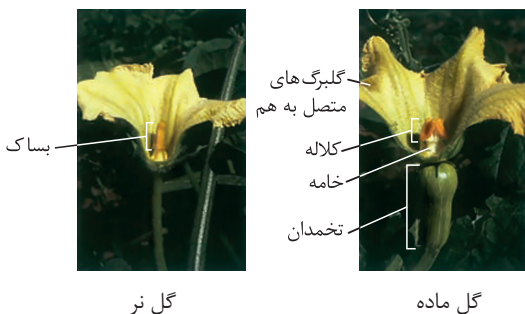 گلبرگ‌های
متصل به هم
کلاله
خامه
تخمدان
بساک
گل ماده
گل نر